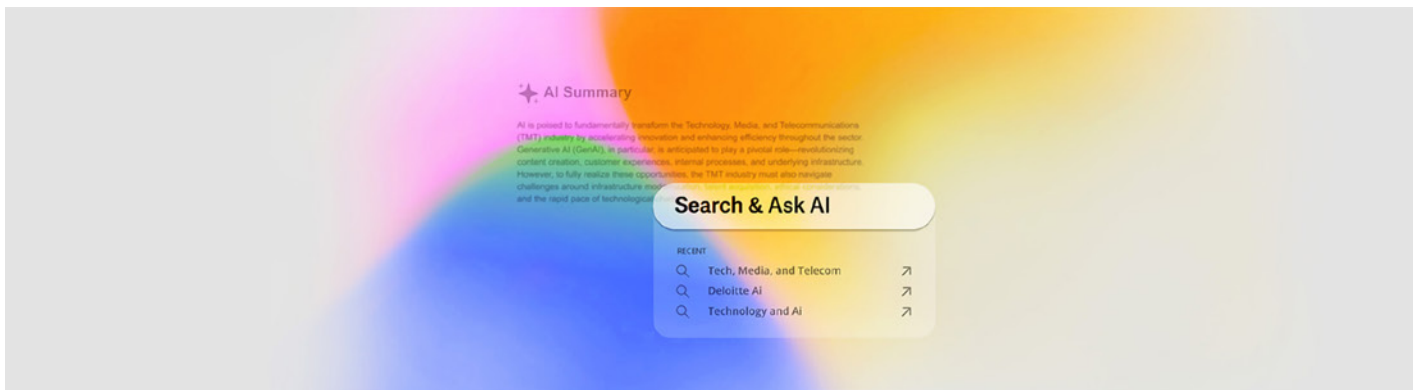 AI Summary
AI is poised to fundamentally transform the Technology, Media, and Telecommunications
(TMT) industry by accelerating innovation and enhancing efficiency throughout the sector.
Generative AI (GenAI), in particular, is anticipated to play a pivotal role—revolutionizing
content creation, customer experiences, internal processes, and underlying infrastructure.
However, to fully realize these opportunities, the TMT industry must also navigate
challenges around infrastructure talent acquisition, ethical considerations,
and the rapid pace of technological
Search & Ask AI
RECENT
Tech, Media, and Telecom
Deloitte Ai
Technology and Ai